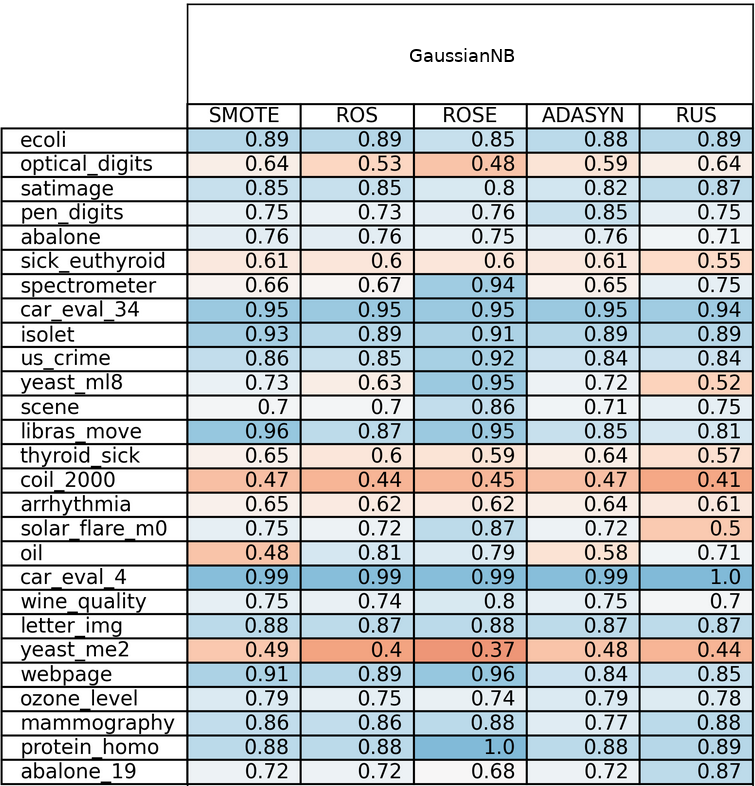 GaussianNB
SMOTE ROS ROSE ADASYN RUS
ecoli 0.89 0.89 0.85 0.88 0.89
optical_digits 0.64 0.53 0.48 0.59 0.64
satimage 0.85 0.85 0.8 0.82 0.87
pen_digits 0.75 0.73 0.76 0.85 0.75
abalone 0.76 0.76 0.75 0.76 0.71
sick_euthyroid 0.61 0.6 0.6 0.61 0.55
spectrometer 0.66 0.67 0.94 0.65 0.75
car_eval_34 0.95 0.95 0.95 0.95 0.94
isolet 0.93 0.89 0.91 0.89 0.89
us_crime 0.86 0.85 0.92 0.84 0.84
yeast_ml8 0.73 0.63 0.95 0.72 0.52
scene 0.7 0.7 0.86 0.71 0.75
libras_move 0.96 0.87 0.95 0.85 0.81
thyroid_sick 0.65 0.6 0.59 0.64 0.57
coil_2000 0.47 0.44 0.45 0.47 0.41
arrhythmia 0.65 0.62 0.62 0.64 0.61
solar_flare_m0 0.75 0.72 0.87 0.72 0.5
oil 0.48 0.81 0.79 0.58 0.71
car_eval_4 0.99 0.99 0.99 0.99 1.0
wine_quality 0.75 0.74 0.8 0.75 0.7
letter_img 0.88 0.87 0.88 0.87 0.87
yeast_me2 0.49 0.4 0.37 0.48 0.44
webpage 0.91 0.89 0.96 0.84 0.85
ozone_level 0.79 0.75 0.74 0.79 0.78
mammography 0.86 0.86 0.88 0.77 0.88
protein_homo 0.88 0.88 1.0 0.88 0.89
abalone_19 0.72 0.72 0.68 0.72 0.87